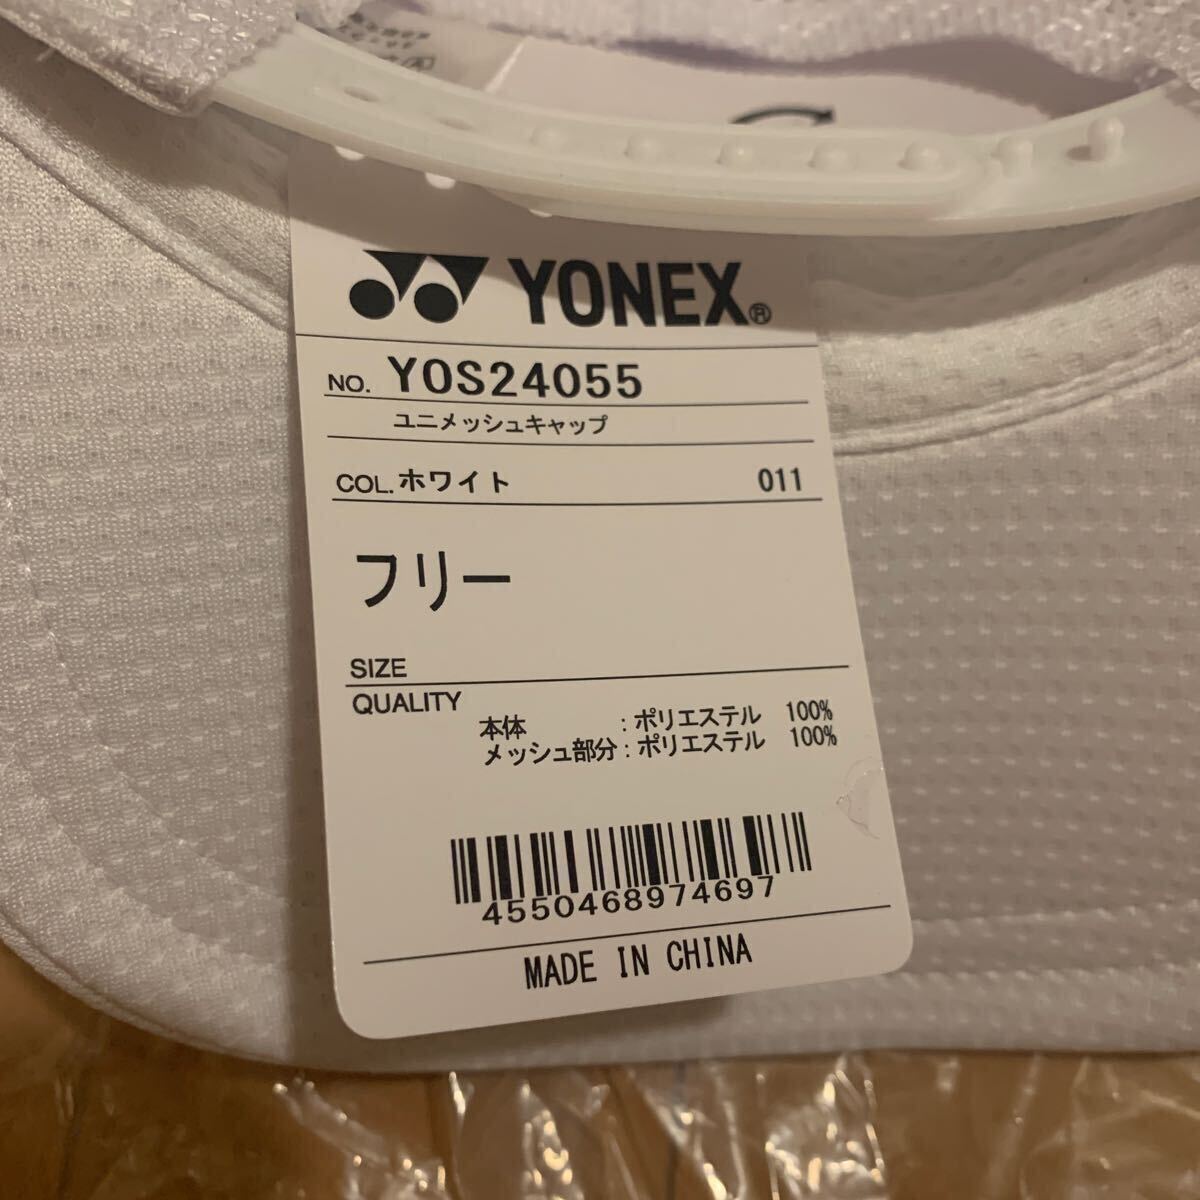 YONEX®
NO. YOS24055
ユニメッシュキャップ
COL. ホワイト 011
フリー
SIZE
QUALITY
本体 : ポリエステル 100%
メッシュ部分 : ポリエステル 100%
4550468974697
MADE IN CHINA